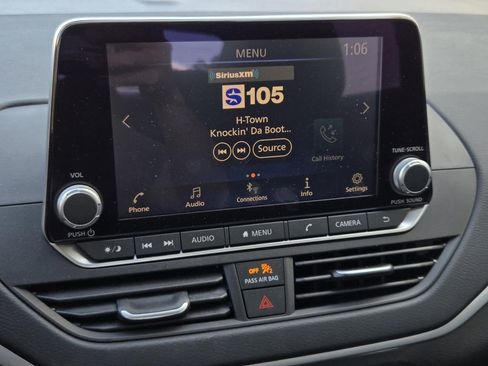 MENU
1:06
SiriusXM
S 105
H-Town
Knockin' Da Boot...
Source
Call History
VOL
TUNE•SCROLL
Phone
Audio
Connections
Info
Settings
PUSH
PUSH SOUND
AUDIO
MENU
CAMERA
OFF 2
PASS AIR BAG